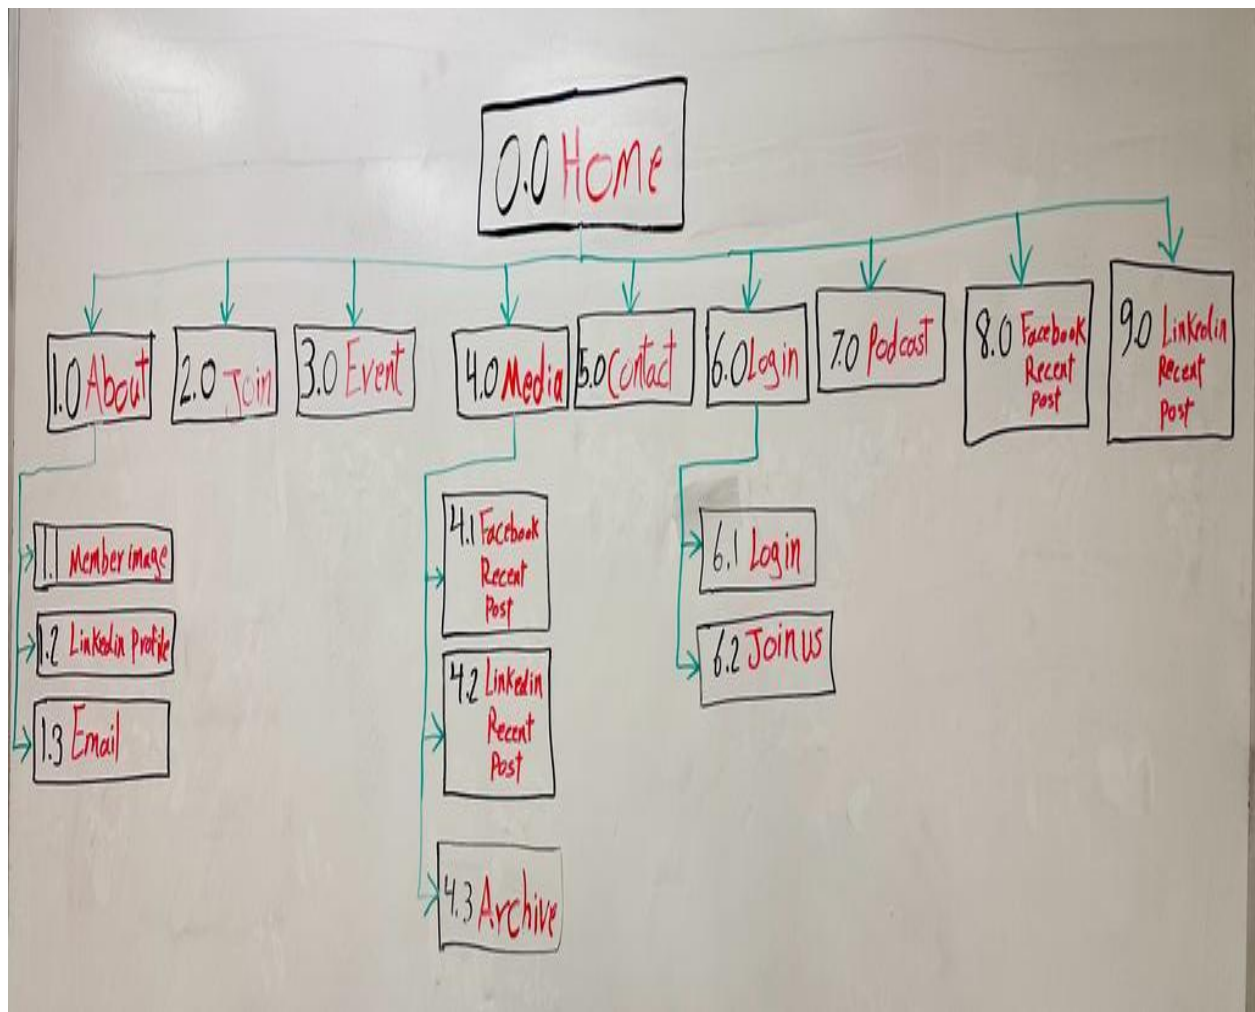 0.0 Home
1.0 About
2.0 Join
3.0 Event
4.0 Media
5.0 Contact
6.0 Login
7.0 Podcast
8.0 Facebook
Recent
Post
9.0 Linkedin
Recent
Post
1.1 Member image
1.2 Linkedin Profile
1.3 Email
4.1 Facebook
Recent
Post
4.2 Linkedin
Recent
Post
4.3 Archive
6.1 Login
6.2 Join us